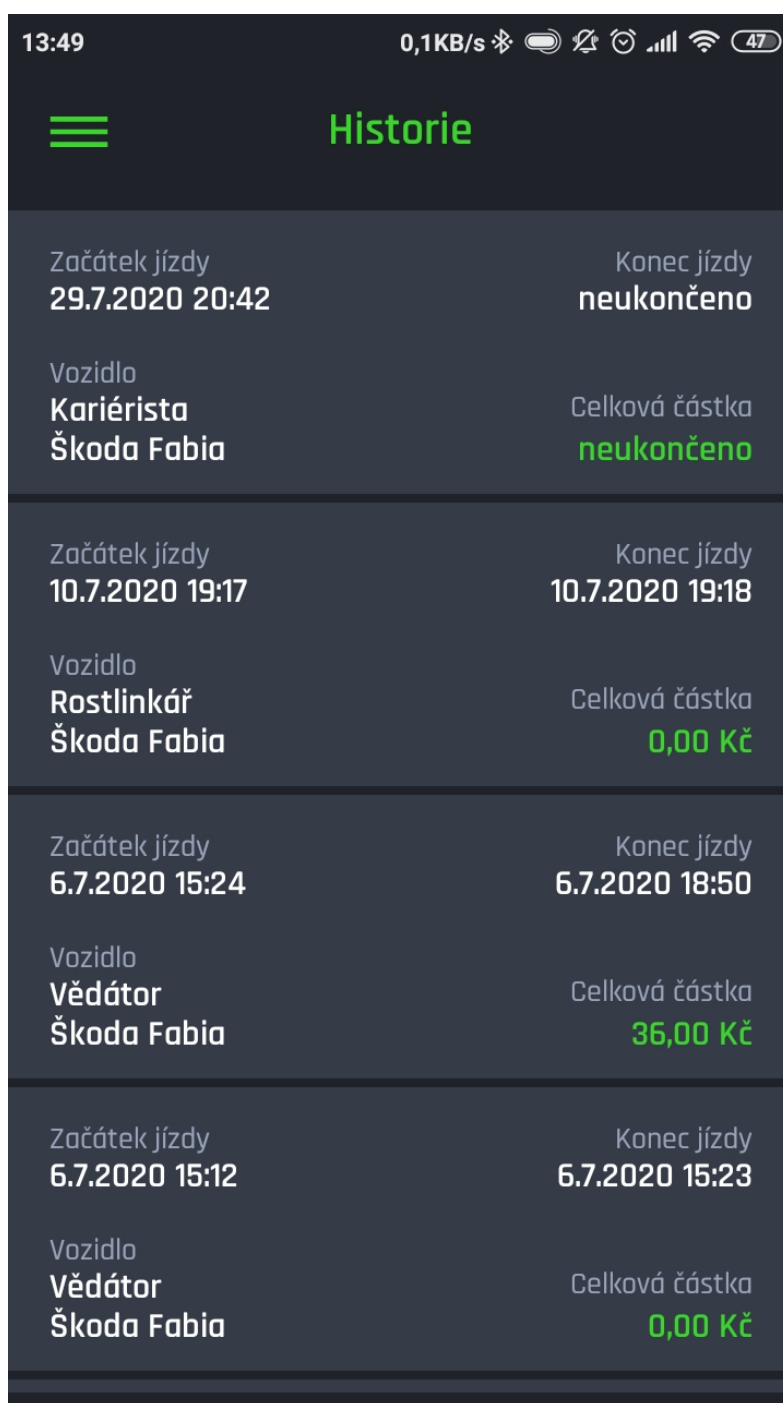 13:49 0,1KB/s 47
Historie
Začátek jízdy Konec jízdy
29.7.2020 20:42 neukončeno
Vozidlo
Kariérista Celková částka
Škoda Fabia neukončeno
Začátek jízdy Konec jízdy
10.7.2020 19:17 10.7.2020 19:18
Vozidlo
Rostlinkář Celková částka
Škoda Fabia 0,00 Kč
Začátek jízdy Konec jízdy
6.7.2020 15:24 6.7.2020 18:50
Vozidlo
Vědátor Celková částka
Škoda Fabia 36,00 Kč
Začátek jízdy Konec jízdy
6.7.2020 15:12 6.7.2020 15:23
Vozidlo
Vědátor Celková částka
Škoda Fabia 0,00 Kč